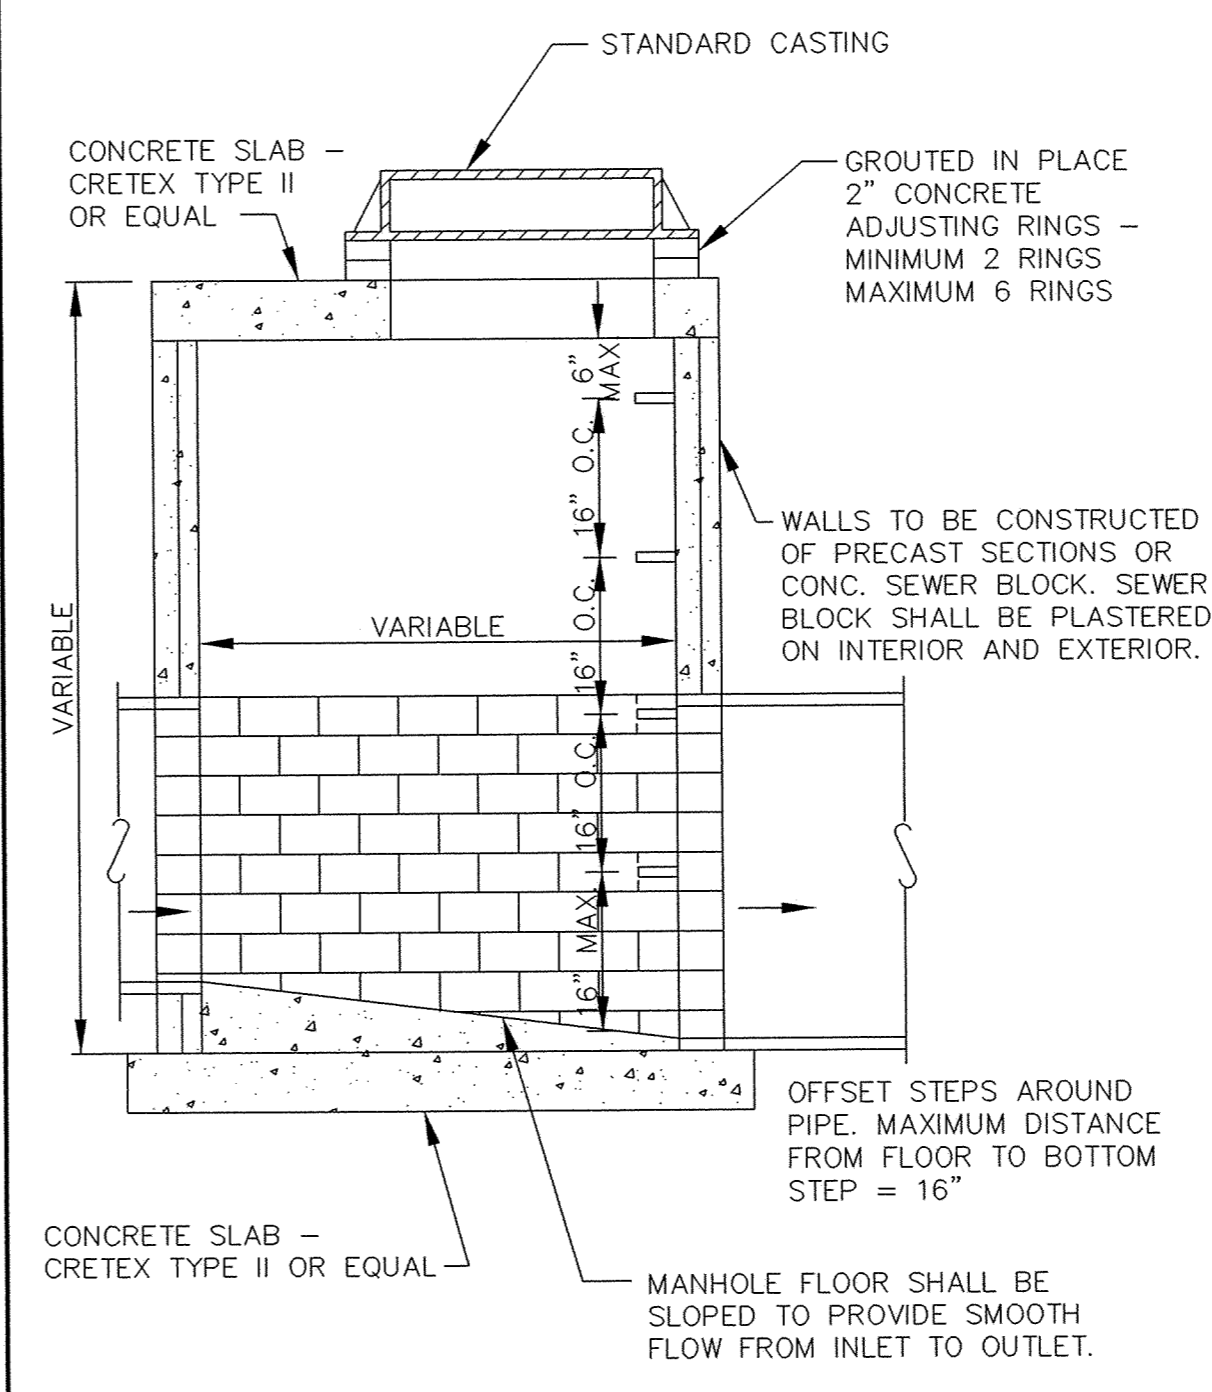 STANDARD CASTING
CONCRETE SLAB –
CRETEX TYPE II
OR EQUAL
GROUTED IN PLACE
2" CONCRETE
ADJUSTING RINGS –
MINIMUM 2 RINGS
MAXIMUM 6 RINGS
6"
MAX
16" O.C.
16" O.C.
16" O.C.
16" MAX.
VARIABLE
VARIABLE
WALLS TO BE CONSTRUCTED
OF PRECAST SECTIONS OR
CONC. SEWER BLOCK. SEWER
BLOCK SHALL BE PLASTERED
ON INTERIOR AND EXTERIOR.
OFFSET STEPS AROUND
PIPE. MAXIMUM DISTANCE
FROM FLOOR TO BOTTOM
STEP = 16"
CONCRETE SLAB –
CRETEX TYPE II OR EQUAL
MANHOLE FLOOR SHALL BE
SLOPED TO PROVIDE SMOOTH
FLOW FROM INLET TO OUTLET.